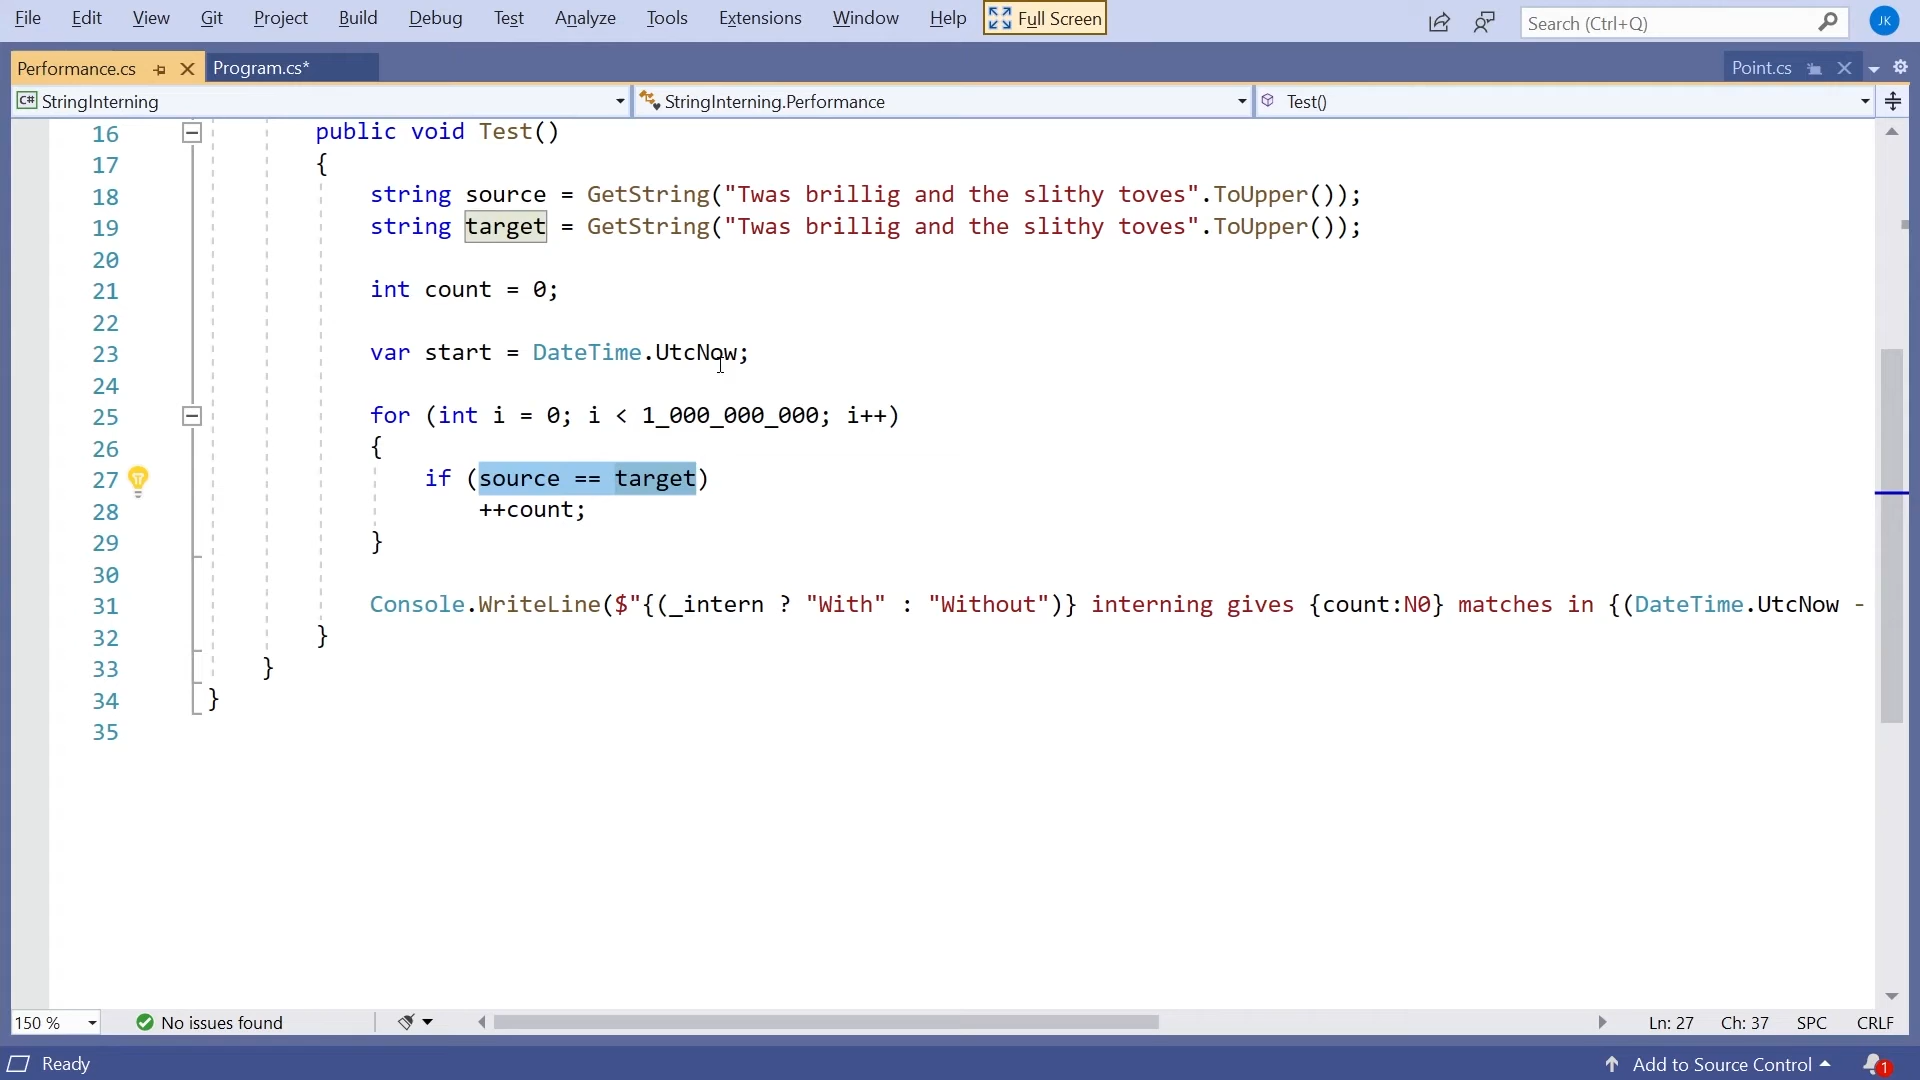 File Edit View Git Project Build Debug Test Analyze Tools Extensions Window Help Full Screen Search (Ctrl+Q) JK
Performance.cs Program.cs* Point.cs
C# StringInterning StringInterning.Performance Test()
16 public void Test()
17 {
18 string source = GetString("Twas brillig and the slithy toves".ToUpper());
19 string target = GetString("Twas brillig and the slithy toves".ToUpper());
20
21 int count = 0;
22
23 var start = DateTime.UtcNow;
24
25 for (int i = 0; i < 1_000_000_000; i++)
26 {
27 if (source == target)
28 ++count;
29 }
30
31 Console.WriteLine($"{(_intern ? "With" : "Without")} interning gives {count:N0} matches in {(DateTime.UtcNow -
32 }
33 }
34 }
35
150 % No issues found Ln: 27 Ch: 37 SPC CRLF
Ready Add to Source Control 1